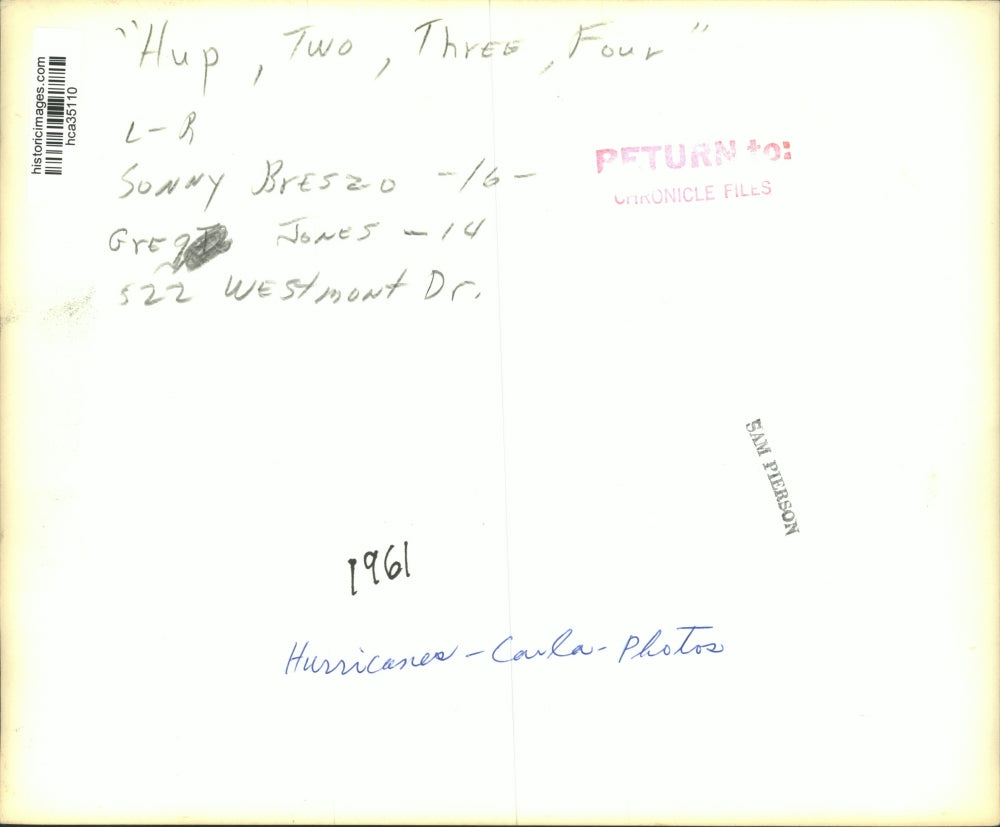 "Hup, Two, Three, Four"
historicimages.com
hca35110
L-R
Sonny Breszo -16-
Greg Jones -14
522 Westmont Dr.
RETURN to:
CHRONICLE FILES
SAM PIERSON
1961
Hurricanes - Carla - Photos